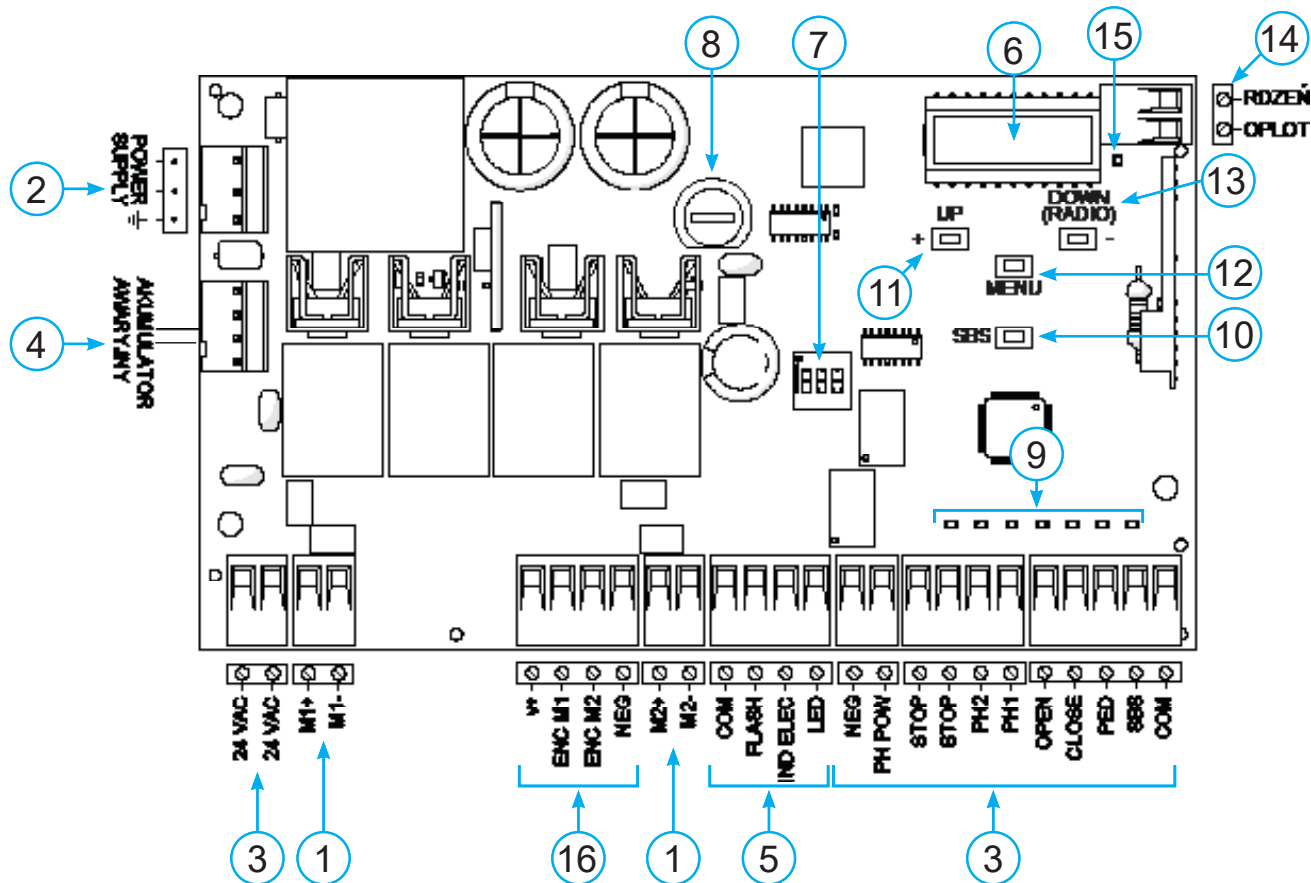 8
7
6
15
14
RDZEŃ
OPLOT
2
POWER
SUPPLY
13
DOWN
(RADIO)
UP
+
-
11
MENU
12
4
AKUMULATOR
AWARYJNY
SBS
10
9
24 VAC
24 VAC
M1+
M1-
V+
ENC M1
ENC M2
NEG
M2+
M2-
COM
FLASH
IND ELEC
LED
NEG
PH POW
STOP
STOP
PH2
PH1
OPEN
CLOSE
PED
SBS
COM
3
1
16
1
5
3